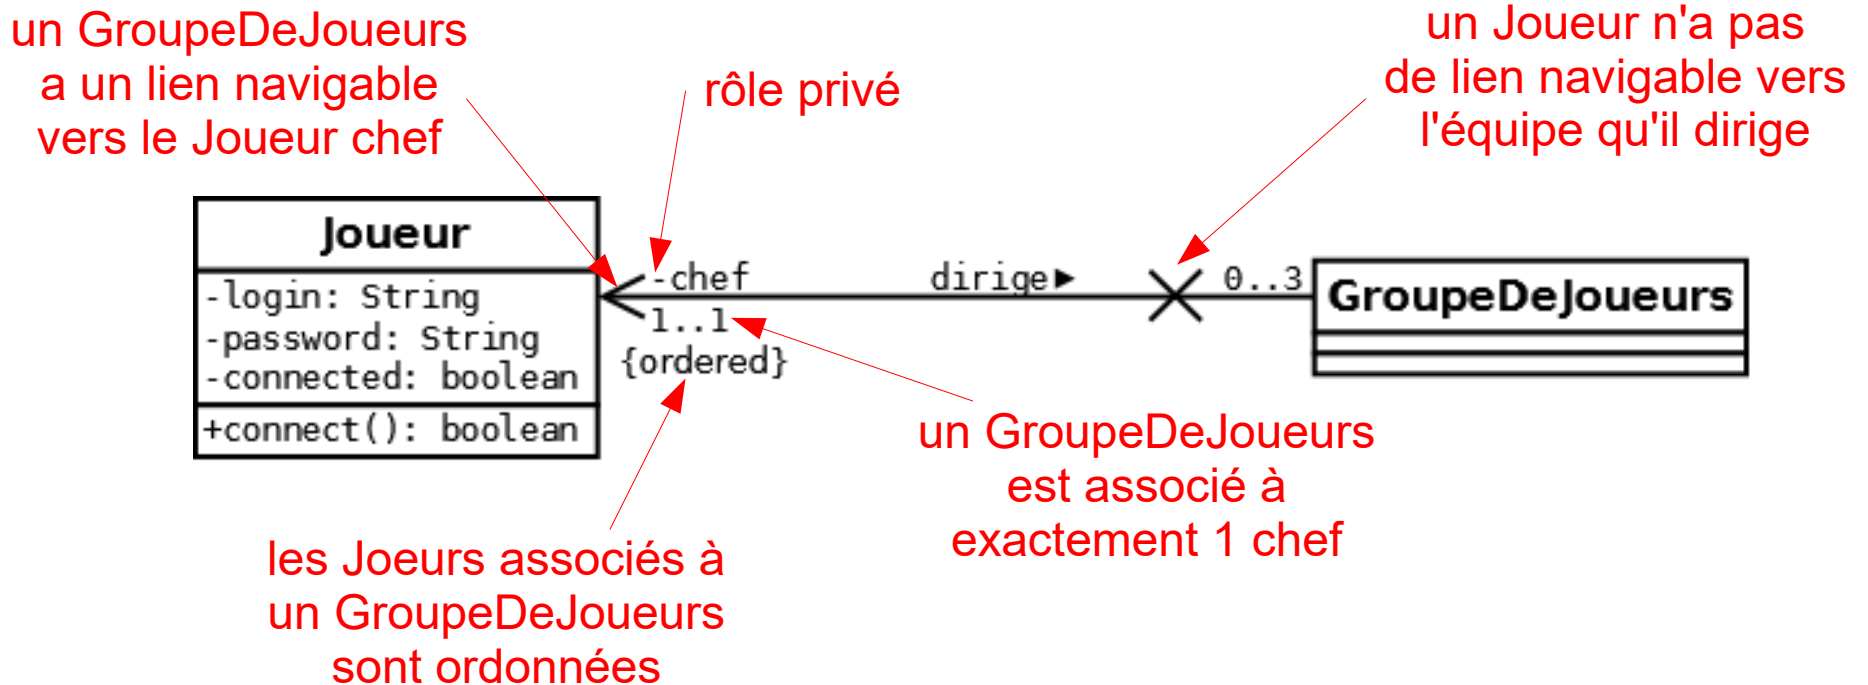 un GroupeDeJoueurs
a un lien navigable
vers le Joueur chef
rôle privé
un Joueur n'a pas
de lien navigable vers
l'équipe qu'il dirige
Joueur
-login: String
-password: String
-connected: boolean
+connect(): boolean
-chef
1..1
{ordered}
dirige►
0..3
GroupeDeJoueurs
un GroupeDeJoueurs
est associé à
exactement 1 chef
les Joeurs associés à
un GroupeDeJoueurs
sont ordonnées